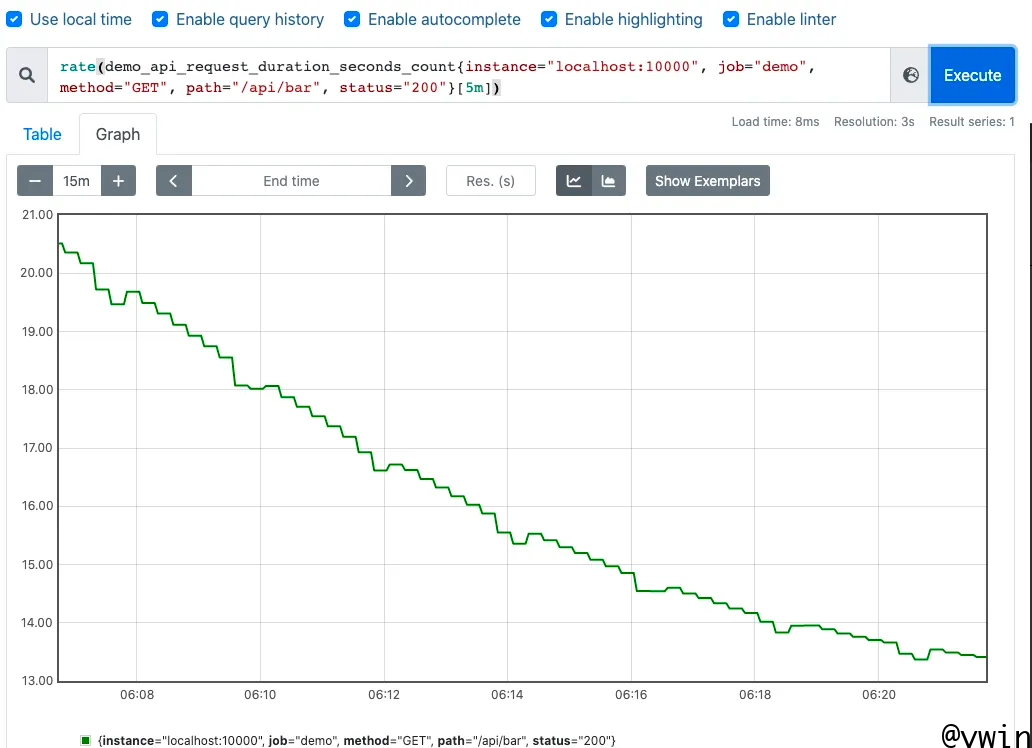 Use local time Enable query history Enable autocomplete Enable highlighting Enable linter
rate(demo_api_request_duration_seconds_count{instance="localhost:10000", job="demo",
method="GET", path="/api/bar", status="200"}[5m])
Execute
Load time: 8ms Resolution: 3s Result series: 1
Table Graph
− 15m + End time Res. (s) Show Exemplars
21.00
20.00
19.00
18.00
17.00
16.00
15.00
14.00
13.00
06:08 06:10 06:12 06:14 06:16 06:18 06:20
{instance="localhost:10000", job="demo", method="GET", path="/api/bar", status="200"}
@ywin